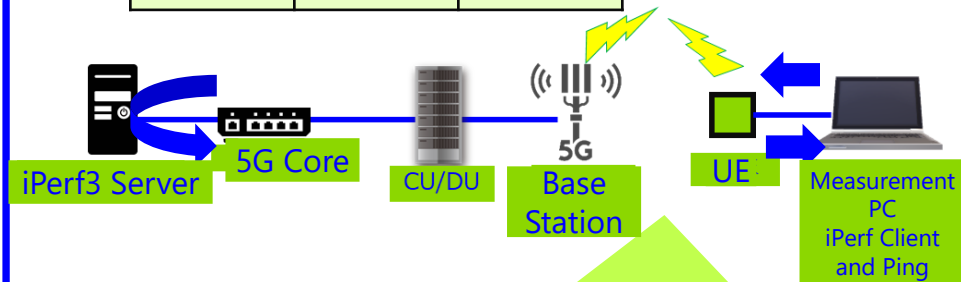 5G
iPerf3 Server
5G Core
CU/DU
Base
Station
UE
Measurement
PC
iPerf Client
and Ping